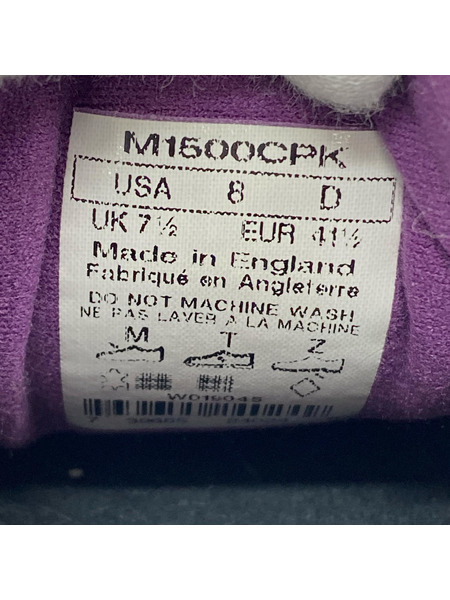 M1500CPK
USA 8 D
UK 7½ EUR 41½
Made in England
Fabriqué en Angleterre
DO NOT MACHINE WASH
NE PAS LAVER A LA MACHINE
M T Z
W019045